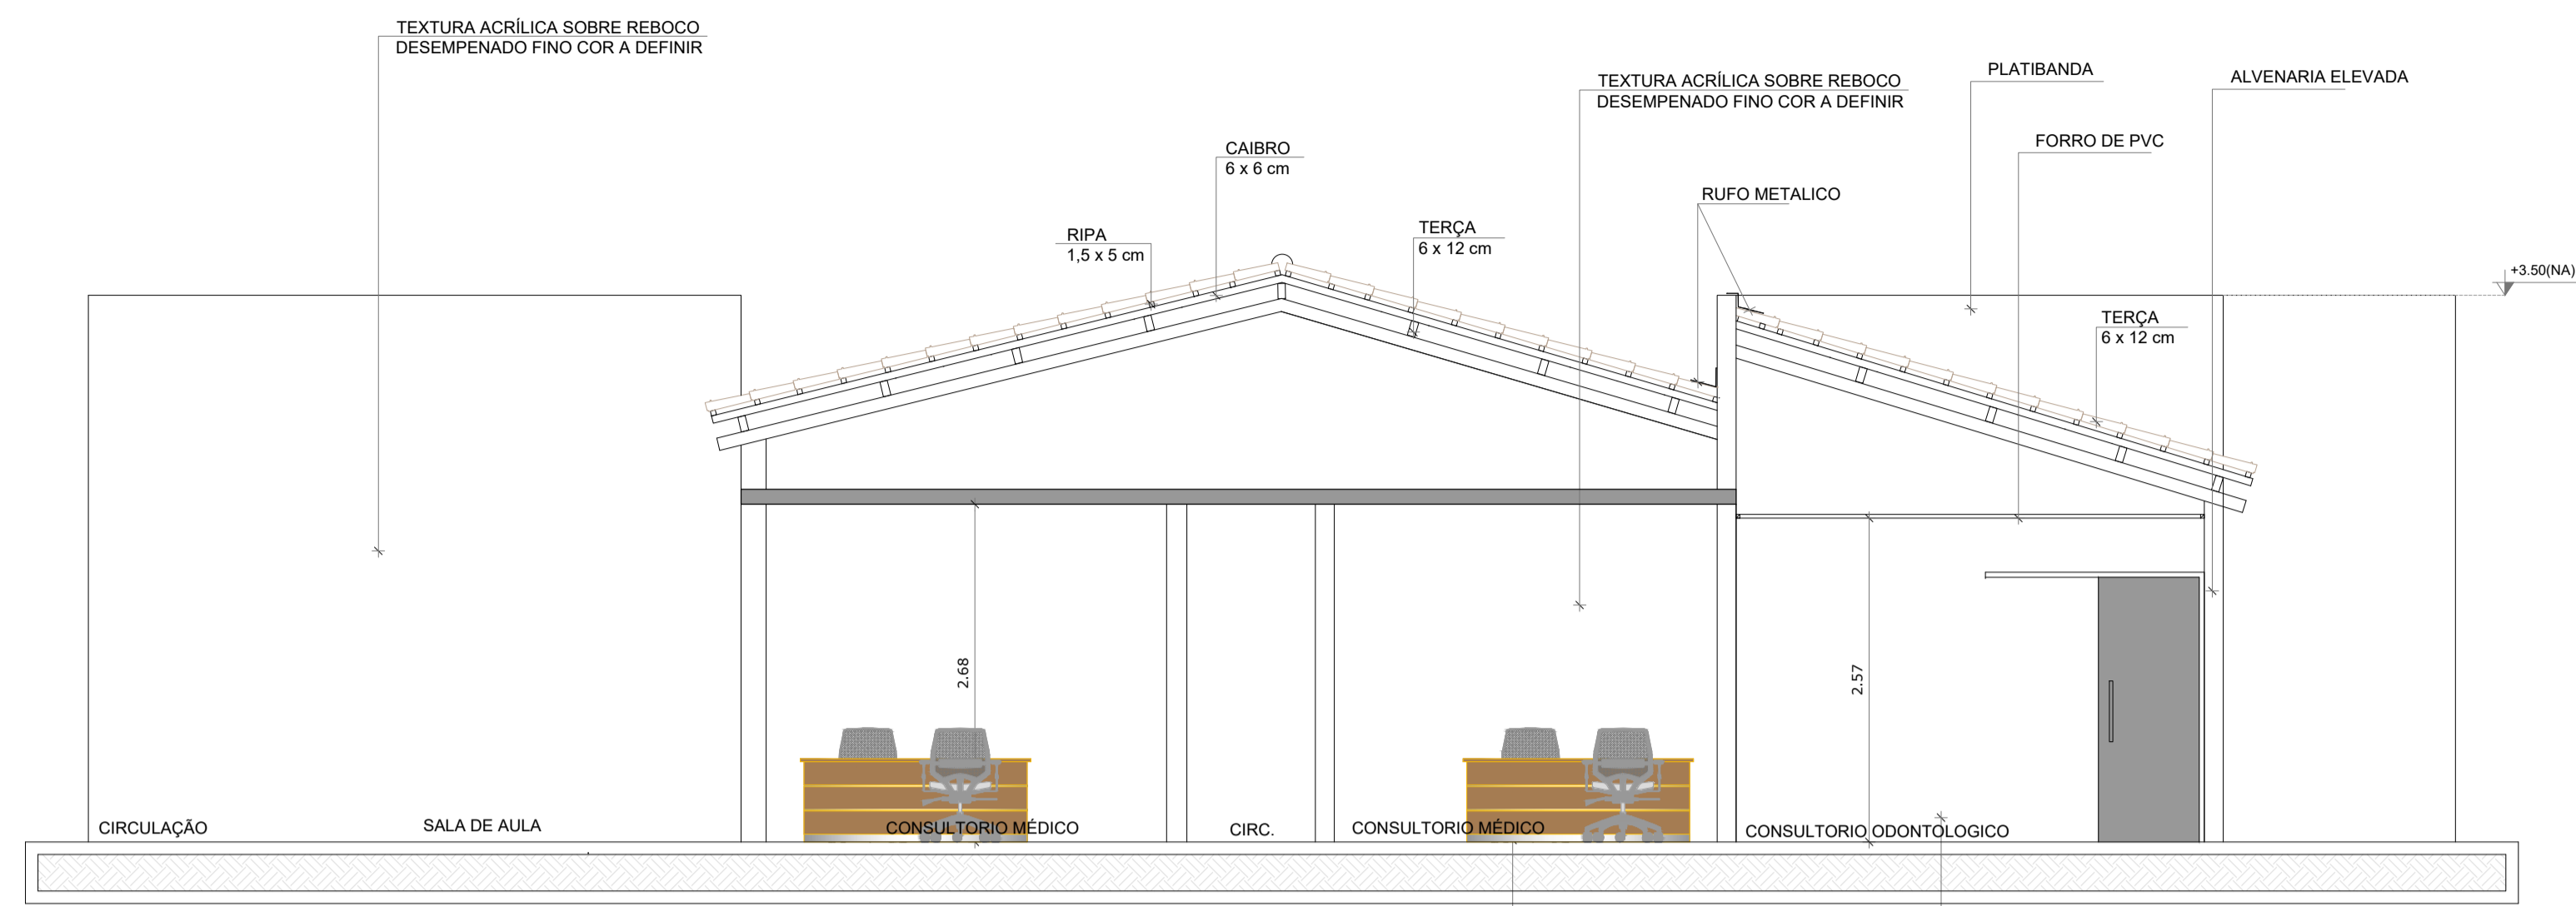 TEXTURA ACRÍLICA SOBRE REBOCO
DESEMPENADO FINO COR A DEFINIR
TEXTURA ACRÍLICA SOBRE REBOCO
DESEMPENADO FINO COR A DEFINIR
PLATIBANDA
ALVENARIA ELEVADA
FORRO DE PVC
CAIBRO
6 x 6 cm
RUFO METALICO
RIPA
1,5 x 5 cm
TERÇA
6 x 12 cm
+3.50(NA)
TERÇA
6 x 12 cm
2.68
2.57
CIRCULAÇÃO
SALA DE AULA
CONSULTORIO MÉDICO
CIRC.
CONSULTORIO MÉDICO
CONSULTORIO ODONTOLOGICO